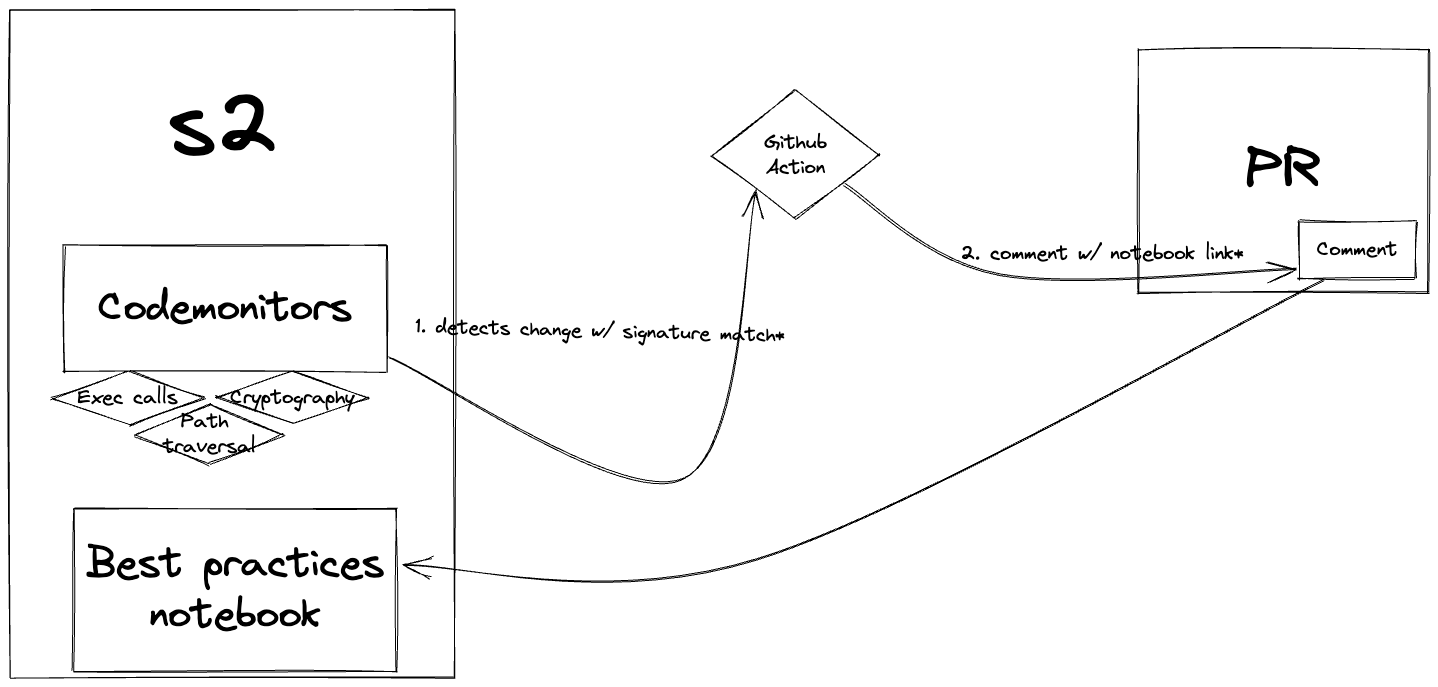 s2
PR
Github
Action
Comment
2. comment w/ notebook link*
Codemonitors
1. detects change w/ signature match*
Exec calls
Cryptography
Path
traversal
Best practices
notebook